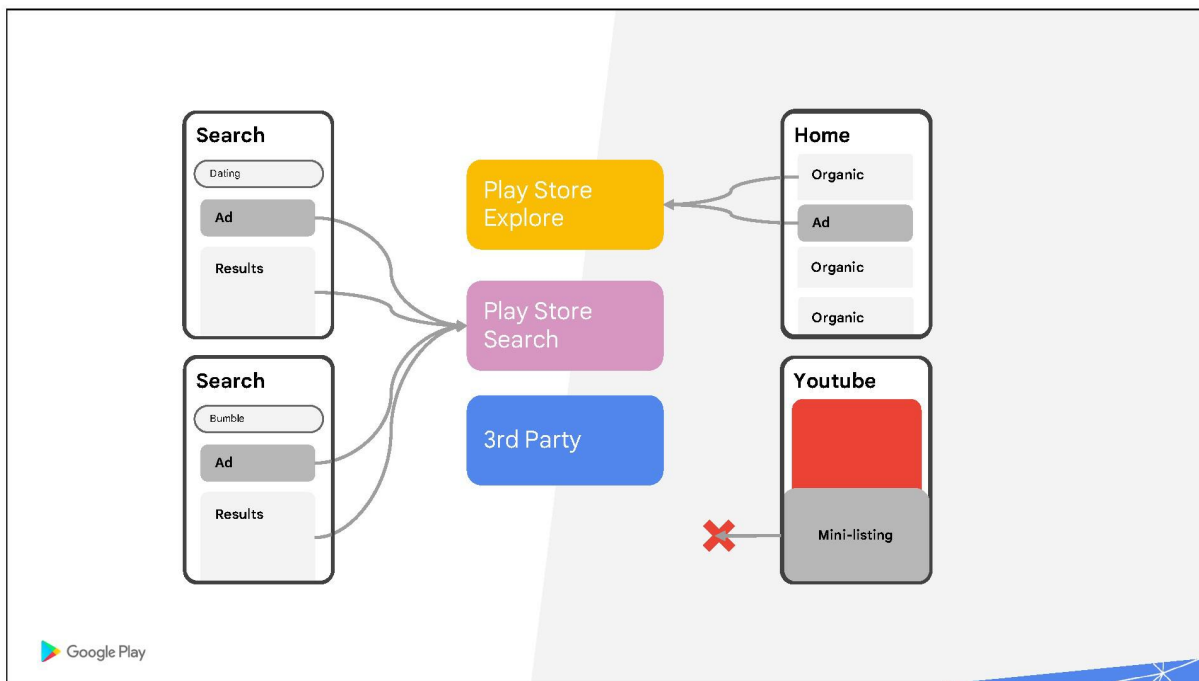 Search
Dating
Ad
Results
Search
Bumble
Ad
Results
Play Store
Explore
Play Store
Search
3rd Party
Home
Organic
Ad
Organic
Organic
Youtube
Mini-listing
Google Play